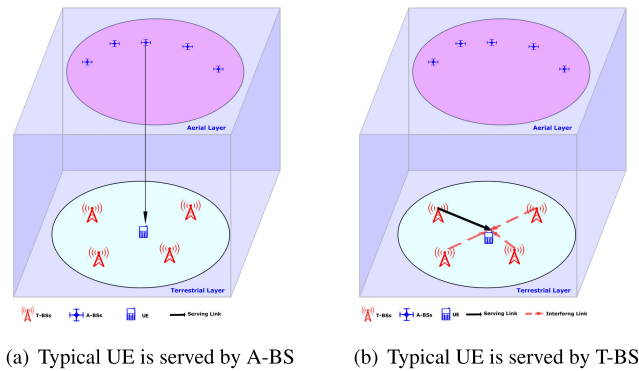 Aerial Layer
Terrestrial Layer
T-BSs A-BSs UE Serving Link
(a) Typical UE is served by A-BS
Aerial Layer
Terrestrial Layer
T-BSs A-BSs UE Serving Link Interferng Link
(b) Typical UE is served by T-BS